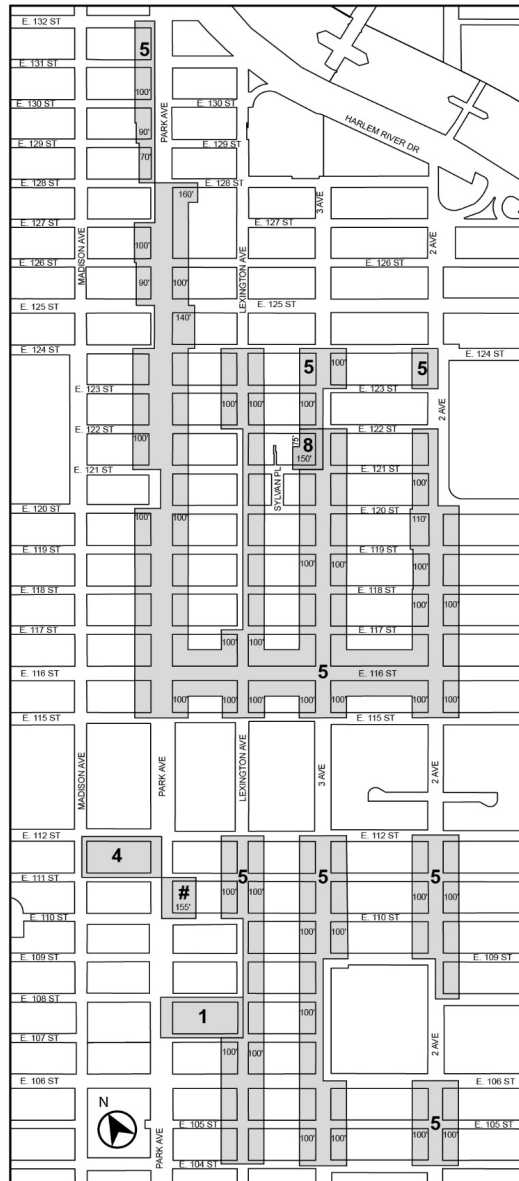 E. 132 ST
5
E. 131 ST
100'
E. 130 ST
E. 130 ST
PARK AVE
HARLEM RIVER DR
90'
E. 129 ST
E. 129 ST
70'
E. 128 ST
E. 128 ST
160'
3 AVE
E. 127 ST
E. 127 ST
MADISON AVE
100'
LEXINGTON AVE
2 AVE
E. 126 ST
E. 126 ST
90'
100'
E. 125 ST
E. 125 ST
140'
E. 124 ST
E. 124 ST
5
100'
5
E. 123 ST
E. 123 ST
100'
100'
100'
2 AVE
E. 122 ST
E. 122 ST
100'
75'
8
150'
E. 121 ST
E. 121 ST
SYLVAN PL
100'
E. 120 ST
E. 120 ST
100'
100'
110'
E. 119 ST
E. 119 ST
100'
100'
E. 118 ST
E. 118 ST
100'
100'
E. 117 ST
E. 117 ST
100'
100'
E. 116 ST
5
E. 116 ST
100'
100'
100'
100'
100'
100'
100'
E. 115 ST
E. 115 ST
MADISON AVE
PARK AVE
LEXINGTON AVE
3 AVE
2 AVE
E. 112 ST
E. 112 ST
4
100'
100'
E. 111 ST
5
5
5
E. 111 ST
#
155'
100'
100'
100'
E. 110 ST
E. 110 ST
100'
100'
100'
E. 109 ST
E. 109 ST
E. 108 ST
1
100'
E. 107 ST
100'
100'
2 AVE
E. 106 ST
E. 106 ST
N
5
E. 105 ST
E. 105 ST
E. 105 ST
PARK AVE
100'
100'
100'
100'
E. 104 ST